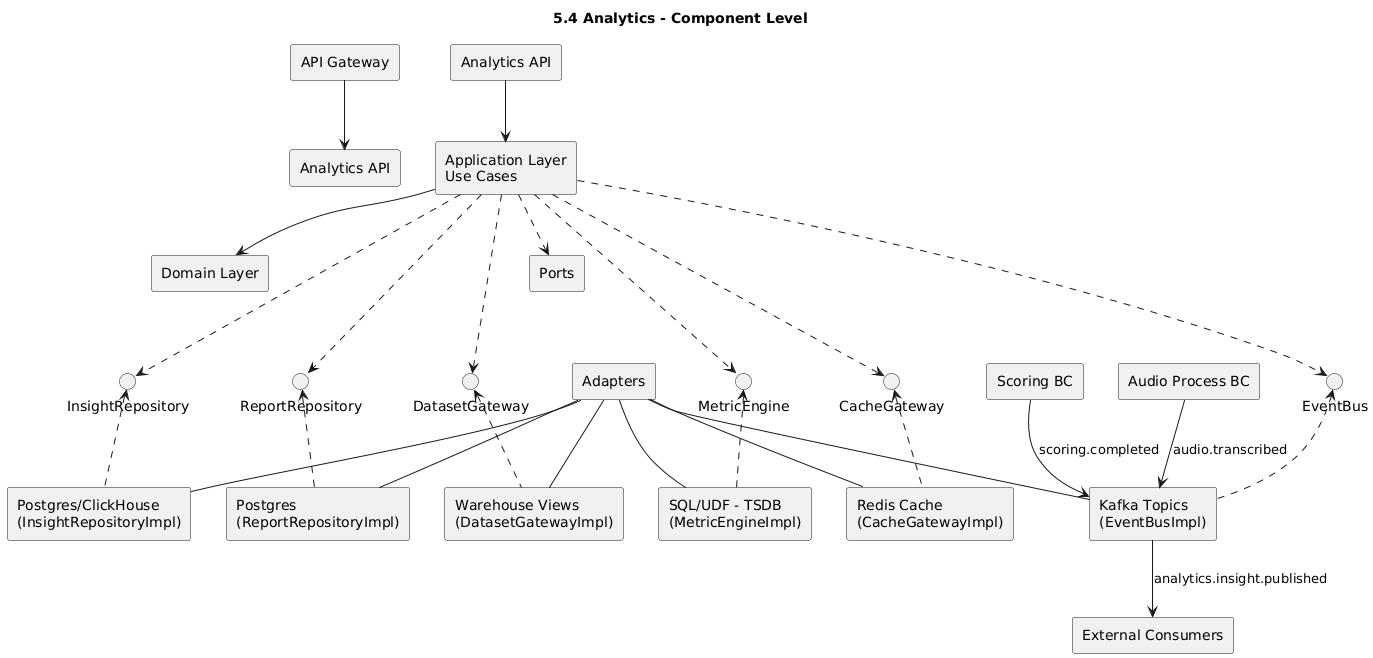 5.4 Analytics - Component Level
API Gateway
Analytics API
Analytics API
Application Layer
Use Cases
Domain Layer
Ports
Adapters
Scoring BC
Audio Process BC
InsightRepository
ReportRepository
DatasetGateway
MetricEngine
CacheGateway
EventBus
scoring.completed
audio.transcribed
Postgres/ClickHouse
(InsightRepositoryImpl)
Postgres
(ReportRepositoryImpl)
Warehouse Views
(DatasetGatewayImpl)
SQL/UDF - TSDB
(MetricEngineImpl)
Redis Cache
(CacheGatewayImpl)
Kafka Topics
(EventBusImpl)
analytics.insight.published
External Consumers